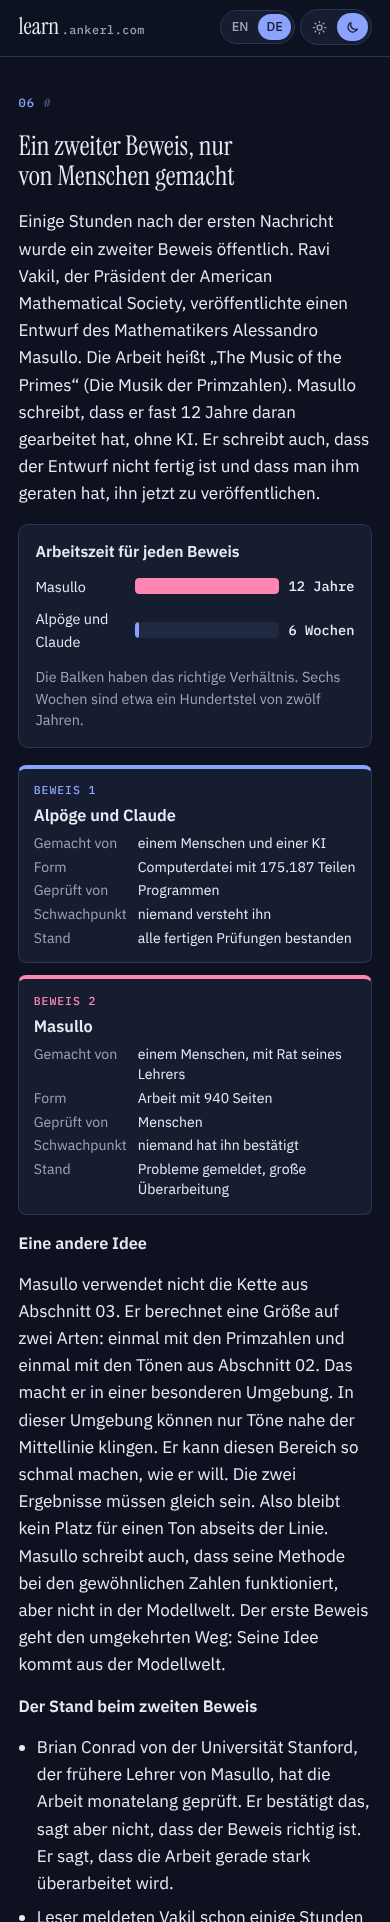 learn.ankerl.com
EN DE
06 #
Ein zweiter Beweis, nur
von Menschen gemacht
Einige Stunden nach der ersten Nachricht
wurde ein zweiter Beweis öffentlich. Ravi
Vakil, der Präsident der American
Mathematical Society, veröffentlichte einen
Entwurf des Mathematikers Alessandro
Masullo. Die Arbeit heißt „The Music of the
Primes“ (Die Musik der Primzahlen). Masullo
schreibt, dass er fast 12 Jahre daran
gearbeitet hat, ohne KI. Er schreibt auch, dass
der Entwurf nicht fertig ist und dass man ihm
geraten hat, ihn jetzt zu veröffentlichen.
Arbeitszeit für jeden Beweis
Masullo 12 Jahre
Alpöge und
Claude 6 Wochen
Die Balken haben das richtige Verhältnis. Sechs
Wochen sind etwa ein Hundertstel von zwölf
Jahren.
BEWEIS 1
Alpöge und Claude
Gemacht von einem Menschen und einer KI
Form Computerdatei mit 175.187 Teilen
Geprüft von Programmen
Schwachpunkt niemand versteht ihn
Stand alle fertigen Prüfungen bestanden
BEWEIS 2
Masullo
Gemacht von einem Menschen, mit Rat seines
Lehrers
Form Arbeit mit 940 Seiten
Geprüft von Menschen
Schwachpunkt niemand hat ihn bestätigt
Stand Probleme gemeldet, große
Überarbeitung
Eine andere Idee
Masullo verwendet nicht die Kette aus
Abschnitt 03. Er berechnet eine Größe auf
zwei Arten: einmal mit den Primzahlen und
einmal mit den Tönen aus Abschnitt 02. Das
macht er in einer besonderen Umgebung. In
dieser Umgebung können nur Töne nahe der
Mittellinie klingen. Er kann diesen Bereich so
schmal machen, wie er will. Die zwei
Ergebnisse müssen gleich sein. Also bleibt
kein Platz für einen Ton abseits der Linie.
Masullo schreibt auch, dass seine Methode
bei den gewöhnlichen Zahlen funktioniert,
aber nicht in der Modellwelt. Der erste Beweis
geht den umgekehrten Weg: Seine Idee
kommt aus der Modellwelt.
Der Stand beim zweiten Beweis
• Brian Conrad von der Universität Stanford,
der frühere Lehrer von Masullo, hat die
Arbeit monatelang geprüft. Er bestätigt das,
sagt aber nicht, dass der Beweis richtig ist.
Er sagt, dass die Arbeit gerade stark
überarbeitet wird.
• Leser meldeten Vakil schon einige Stunden